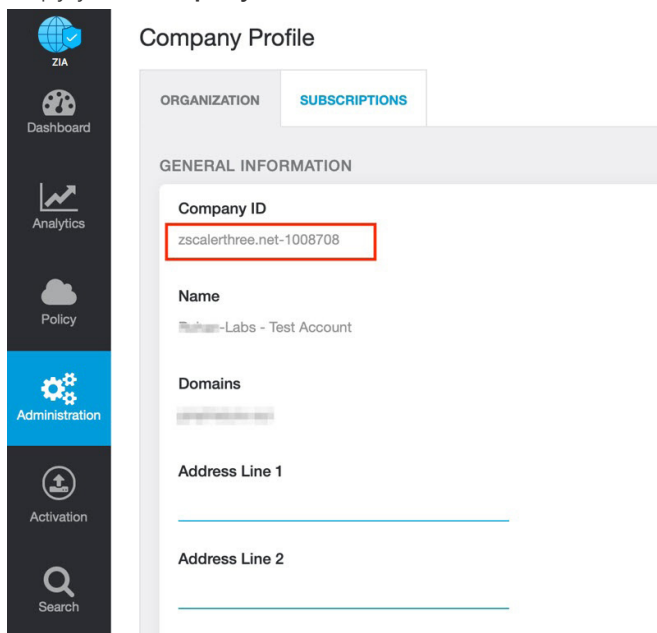 Company Profile
ZIA
ORGANIZATION
SUBSCRIPTIONS
Dashboard
GENERAL INFORMATION
Company ID
Analytics
zscalerthree.net-1008708
Name
-Labs - Test Account
Policy
Domains
Administration
Address Line 1
Activation
Address Line 2
Search